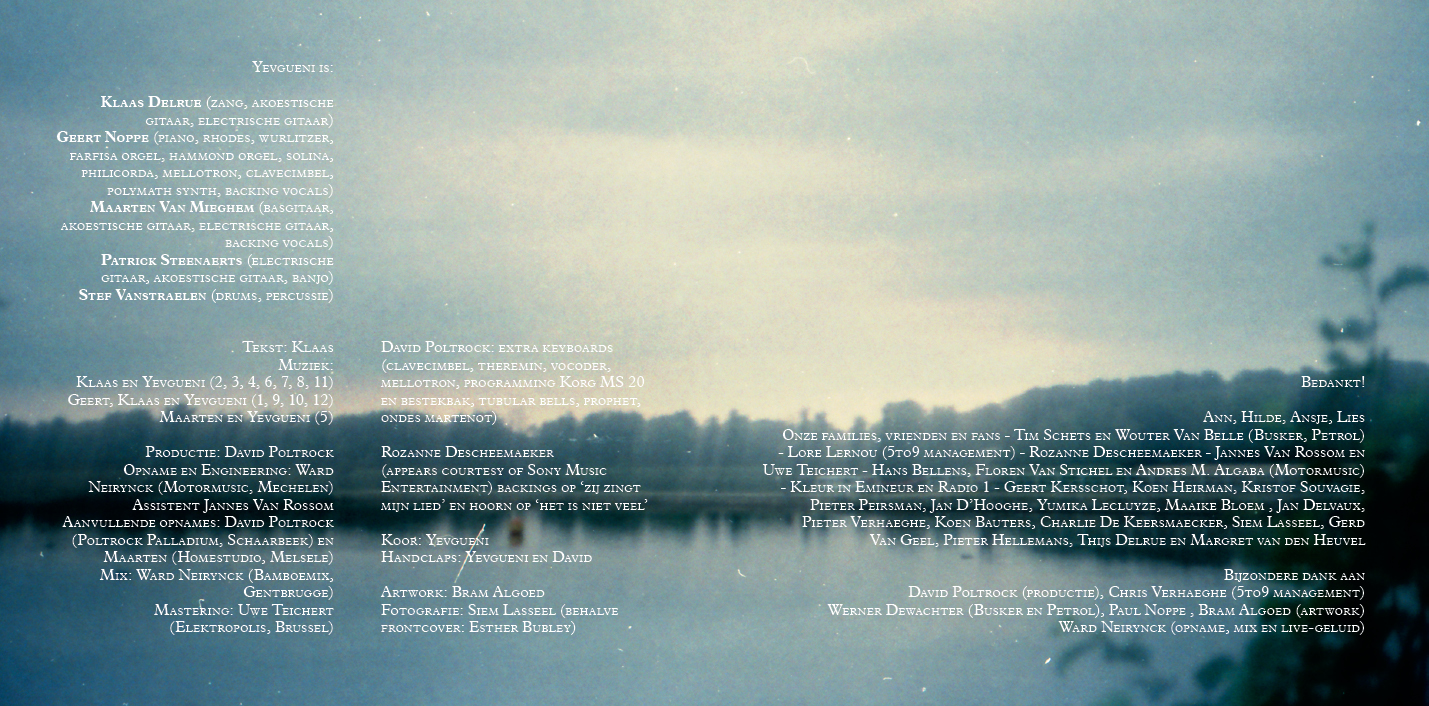 Yevgueni is:
Klaas Delrue (zang, akoestische
gitaar, electrische gitaar)
Geert Noppe (piano, rhodes, wurlitzer,
farfisa orgel, hammond orgel, solina,
philicorda, mellotron, clavecimbel,
polymath synth, backing vocals)
Maarten Van Mieghem (basgitaar,
akoestische gitaar, electrische gitaar,
backing vocals)
Patrick Steenaerts (electrische
gitaar, akoestische gitaar, banjo)
Stef Vanstraelen (drums, percussie)
Tekst: Klaas
Muziek:
Klaas en Yevgueni (2, 3, 4, 6, 7, 8, 11)
Geert, Klaas en Yevgueni (1, 9, 10, 12)
Maarten en Yevgueni (5)
Productie: David Poltrock
Opname en Engineering: Ward
Neirynck (Motormusic, Mechelen)
Assistent Jannes Van Rossom
Aanvullende opnames: David Poltrock
(Poltrock Palladium, Schaarbeek) en
Maarten (Homestudio, Melsele)
Mix: Ward Neirynck (Bamboemix,
Gentbrugge)
Mastering: Uwe Teichert
(Elektropolis, Brussel)
David Poltrock: extra keyboards
(clavecimbel, theremin, vocoder,
mellotron, programming Korg MS 20
en bestekbak, tubular bells, prophet,
ondes martenot)
Rozanne Descheemaeker
(appears courtesy of Sony Music
Entertainment) backings op ‘zij zingt
mijn lied’ en hoorn op ‘het is niet veel’
Koor: Yevgueni
Handclaps: Yevgueni en David
Artwork: Bram Algoed
Fotografie: Siem Lasseel (behalve
frontcover: Esther Bubley)
Bedankt!
Ann, Hilde, Ansje, Lies
Onze families, vrienden en fans - Tim Schets en Wouter Van Belle (Busker, Petrol)
- Lore Lernou (5to9 management) - Rozanne Descheemaeker - Jannes Van Rossom en
Uwe Teichert - Hans Bellens, Floren Van Stichel en Andres M. Algaba (Motormusic)
- Kleur in Emineur en Radio 1 - Geert Kersschot, Koen Heirman, Kristof Souvagie,
Pieter Peirsman, Jan D’Hooghe, Yumika Lecluyze, Maaike Bloem , Jan Delvaux,
Pieter Verhaeghe, Koen Bauters, Charlie De Keersmaecker, Siem Lasseel, Gerd
Van Geel, Pieter Hellemans, Thijs Delrue en Margret van den Heuvel
Bijzondere dank aan
David Poltrock (productie), Chris Verhaeghe (5to9 management)
Werner Dewachter (Busker en Petrol), Paul Noppe , Bram Algoed (artwork)
Ward Neirynck (opname, mix en live-geluid)